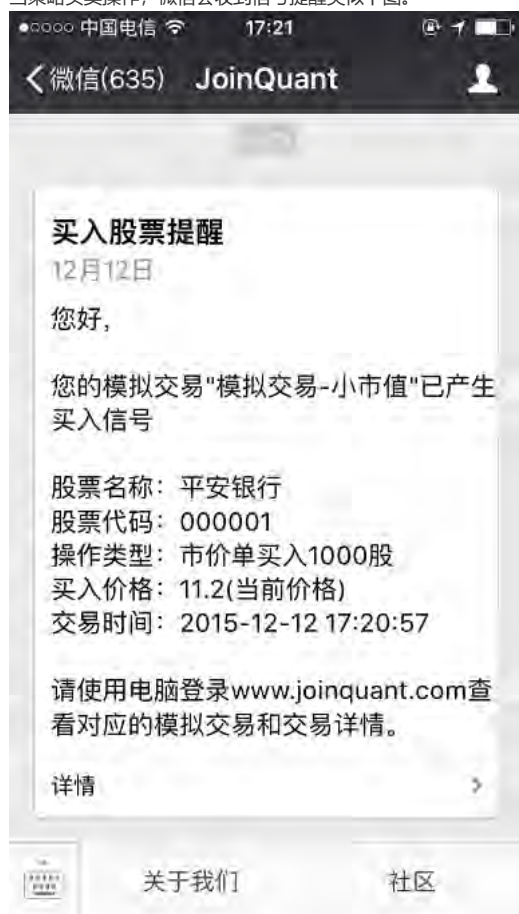 中国电信 17:21
微信(635) JoinQuant
买入股票提醒
12月12日
您好,
您的模拟交易"模拟交易-小市值"已产生
买入信号
股票名称: 平安银行
股票代码: 000001
操作类型: 市价单买入1000股
买入价格: 11.2(当前价格)
交易时间: 2015-12-12 17:20:57
请使用电脑登录www.joinquant.com查
看对应的模拟交易和交易详情。
详情
关于我们 社区